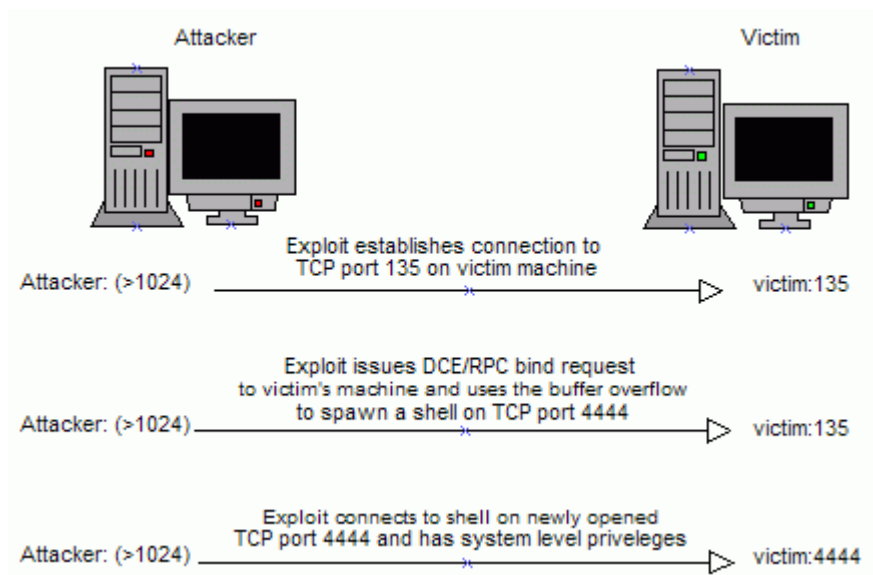 Attacker
Victim
Exploit establishes connection to
TCP port 135 on victim machine
Attacker: (>1024)
victim:135
Exploit issues DCE/RPC bind request
to victim's machine and uses the buffer overflow
to spawn a shell on TCP port 4444
Attacker: (>1024)
victim:135
Exploit connects to shell on newly opened
TCP port 4444 and has system level priveleges
Attacker: (>1024)
victim:4444